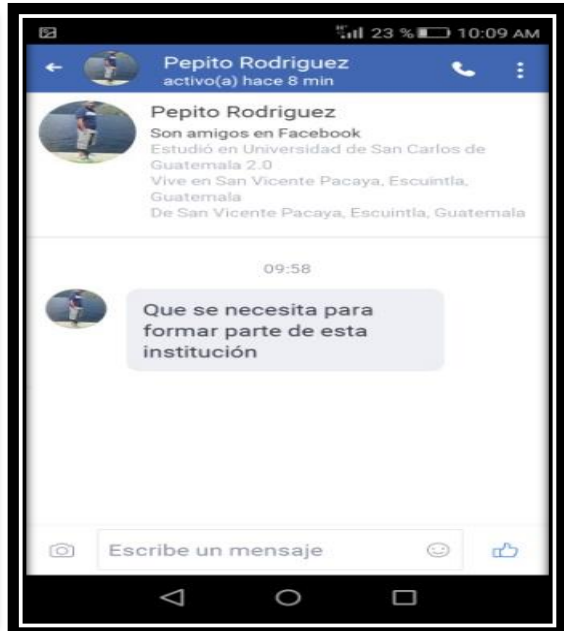 23 % 10:09 AM
Pepito Rodriguez
activo(a) hace 8 min
Pepito Rodriguez
Son amigos en Facebook
Estudió en Universidad de San Carlos de
Guatemala 2.0
Vive en San Vicente Pacaya, Escuintla,
Guatemala
De San Vicente Pacaya, Escuintla, Guatemala
09:58
Que se necesita para
formar parte de esta
institución
Escribe un mensaje